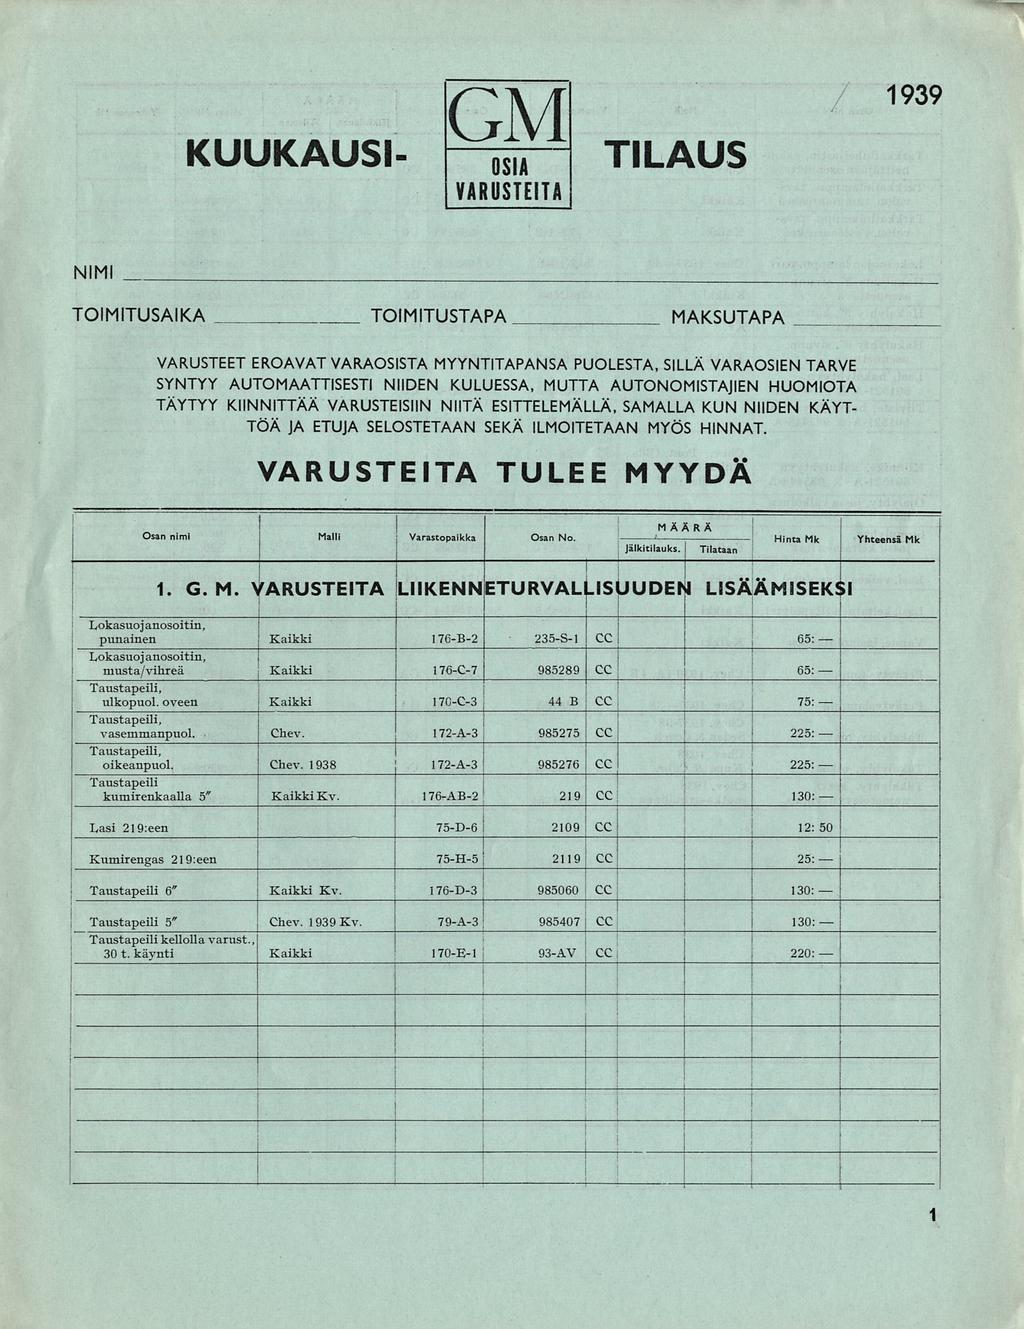 / 1939
KUUKAUSI- GM TILAUS
OSIA
VARUSTEITA
NIMI
TOIMITUSAIKA TOIMITUSTAPA MAKSUTAPA
VARUSTEET EROAVAT VARAOSISTA MYYNTITAPANSA PUOLESTA, SILLÄ VARAOSIEN TARVE
SYNTYY AUTOMAATTISESTI NIIDEN KULUESSA, MUTTA AUTONOMISTAJIEN HUOMIOTA
TÄYTYY KIINNITTÄÄ VARUSTEISIIN NIITÄ ESITTELEMÄLLÄ, SAMALLA KUN NIIDEN KÄYT-
TÖÄ JA ETUJA SELOSTETAAN SEKÄ ILMOITETAAN MYÖS HINNAT.
VARUSTEITA TULEE MYYDÄ
Osan nimi Malli Varastopaikka Osan No. MÄÄRÄ Hinta Mk Yhteensä Mk
Jälkitilauks. Tilataan
1. G. M. VARUSTEITA LIIKENNETURVALLISUUDEN LISÄÄMISEKSI
Lokasuojanosoitin,
punainen Kaikki 176-B-2 235-S-1 CC 65: —
Lokasuojanosoitin,
musta/vihreä Kaikki 176-C-7 985289 CC 65: —
Taustapeili,
ulkopuol. oveen Kaikki 170-C-3 44 B CC 75: —
Taustapeili,
vasemmanpuol. Chev. 172-A-3 985275 CC 225: —
Taustapeili,
oikeanpuol. Chev. 1938 172-A-3 985276 CC 225: —
Taustapeili
kumirenkaalla 5″ Kaikki Kv. 176-AB-2 219 CC 130: —
Lasi 219:een 75-D-6 2109 CC 12: 50
Kumirengas 219:een 75-H-5 2119 CC 25: —
Taustapeili 6″ Kaikki Kv. 176-D-3 985060 CC 130: —
Taustapeili 5″ Chev. 1939 Kv. 79-A-3 985407 CC 130: —
Taustapeili kellolla varust.,
30 t. käynti Kaikki 170-E-1 93-AV CC 220: —
1